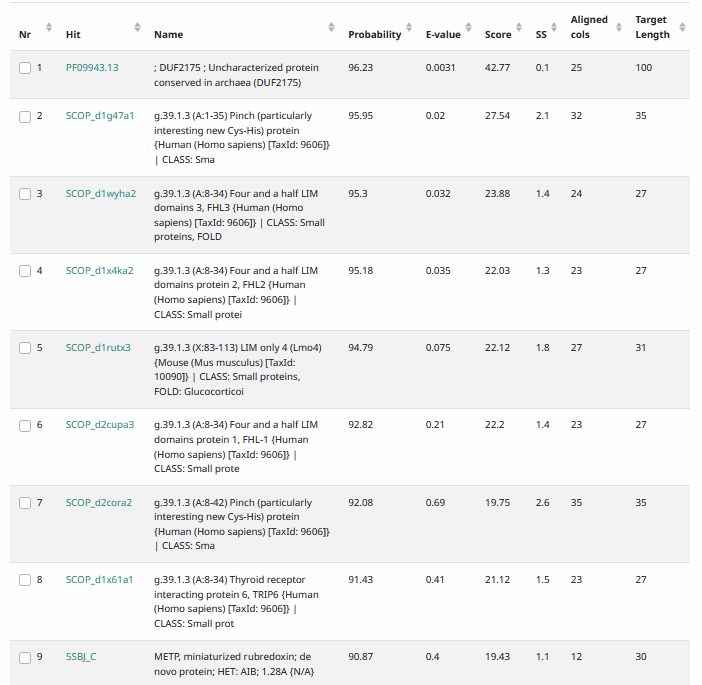 Nr Hit Name Probability E-value Score SS Aligned cols Target Length
1 PF09943.13 ; DUF2175 ; Uncharacterized protein 96.23 0.0031 42.77 0.1 25 100
conserved in archaea (DUF2175)
2 SCOP_d1g47a1 g.39.1.3 (A:1-35) Pinch (particularly 95.95 0.02 27.54 2.1 32 35
interesting new Cys-His) protein
{Human (Homo sapiens) [TaxId: 9606]}
| CLASS: Sma
3 SCOP_d1wyha2 g.39.1.3 (A:8-34) Four and a half LIM 95.3 0.032 23.88 1.4 24 27
domains 3, FHL3 {Human (Homo
sapiens) [TaxId: 9606]} | CLASS: Small
proteins, FOLD
4 SCOP_d1x4ka2 g.39.1.3 (A:8-34) Four and a half LIM 95.18 0.035 22.03 1.3 23 27
domains protein 2, FHL2 {Human
(Homo sapiens) [TaxId: 9606]} |
CLASS: Small protei
5 SCOP_d1rutx3 g.39.1.3 (X:83-113) LIM only 4 (Lmo4) 94.79 0.075 22.12 1.8 27 31
{Mouse (Mus musculus) [TaxId:
10090]} | CLASS: Small proteins,
FOLD: Glucocorticoi
6 SCOP_d2cupa3 g.39.1.3 (A:8-34) Four and a half LIM 92.82 0.21 22.2 1.4 23 27
domains protein 1, FHL-1 {Human
(Homo sapiens) [TaxId: 9606]} |
CLASS: Small prote
7 SCOP_d2cora2 g.39.1.3 (A:8-42) Pinch (particularly 92.08 0.69 19.75 2.6 35 35
interesting new Cys-His) protein
{Human (Homo sapiens) [TaxId: 9606]}
| CLASS: Sma
8 SCOP_d1x61a1 g.39.1.3 (A:8-34) Thyroid receptor 91.43 0.41 21.12 1.5 23 27
interacting protein 6, TRIP6 {Human
(Homo sapiens) [TaxId: 9606]} |
CLASS: Small prot
9 5SBJ_C METP, miniaturized rubredoxin; de 90.87 0.4 19.43 1.1 12 30
novo protein; HET: AIB; 1.28A {N/A}